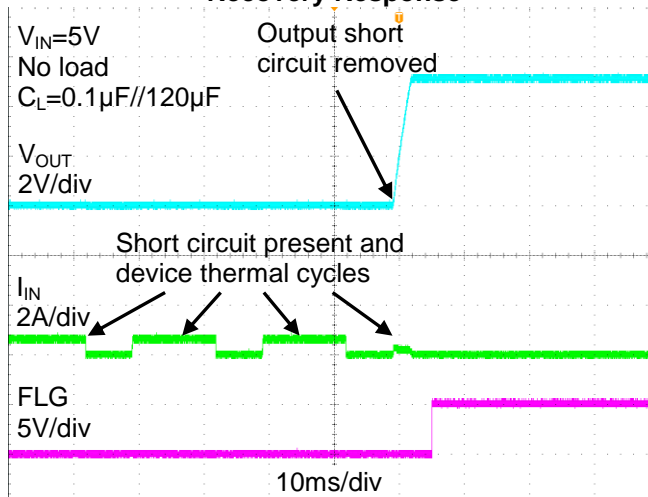 Recovery Response
V_IN=5V
No load
C_L=0.1µF//120µF
Output short
circuit removed
T
V_OUT
2V/div
Short circuit present and
device thermal cycles
I_IN
2A/div
FLG
5V/div
10ms/div